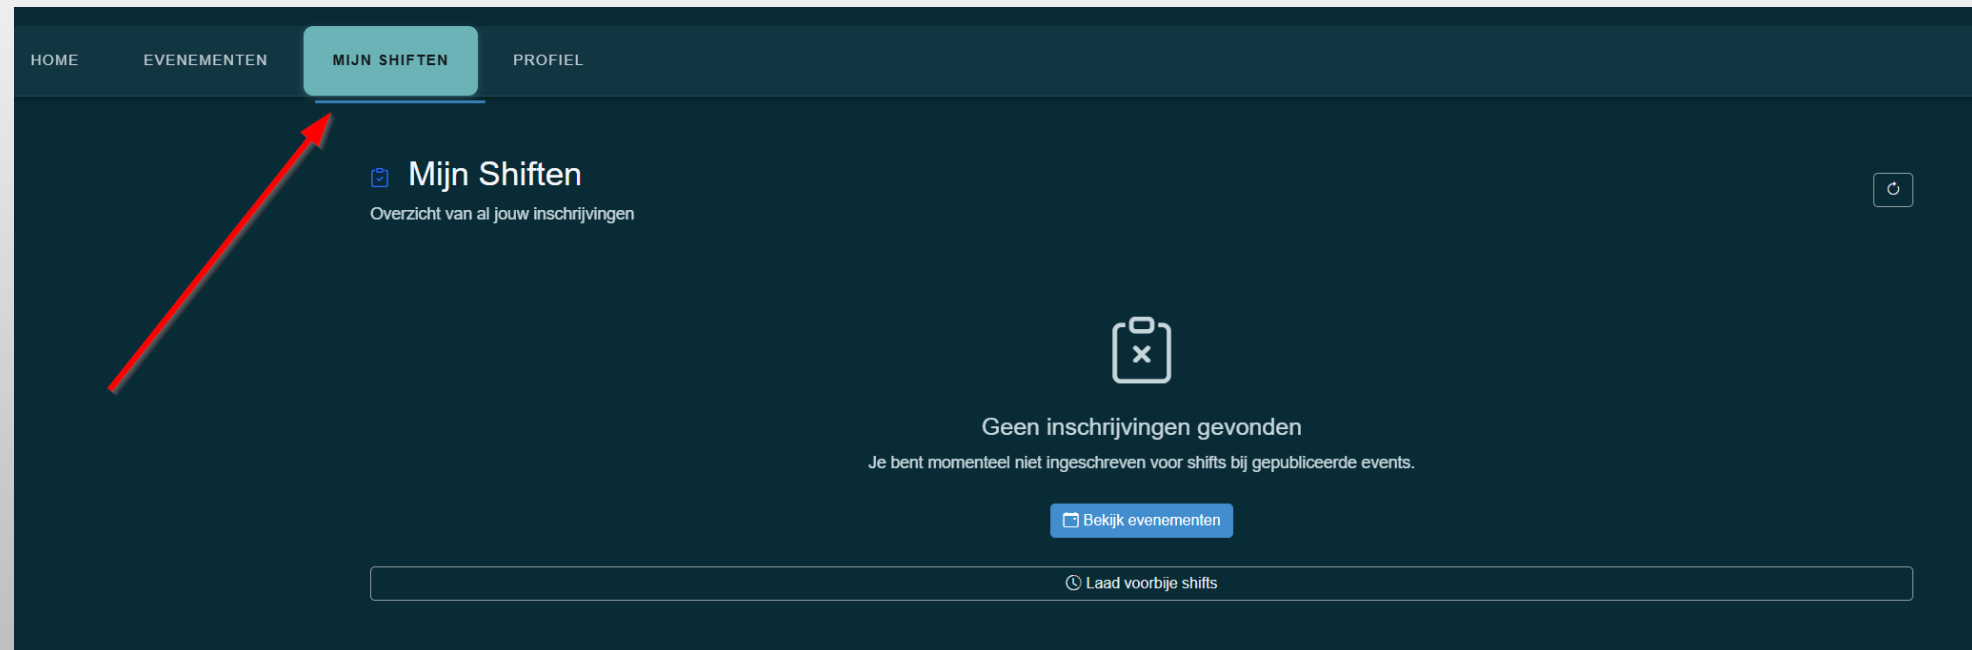 HOME EVENEMENTEN MIJN SHIFTEN PROFIEL
Mijn Shiften
Overzicht van al jouw inschrijvingen
Geen inschrijvingen gevonden
Je bent momenteel niet ingeschreven voor shifts bij gepubliceerde events.
Bekijk evenementen
Laad voorbije shifts